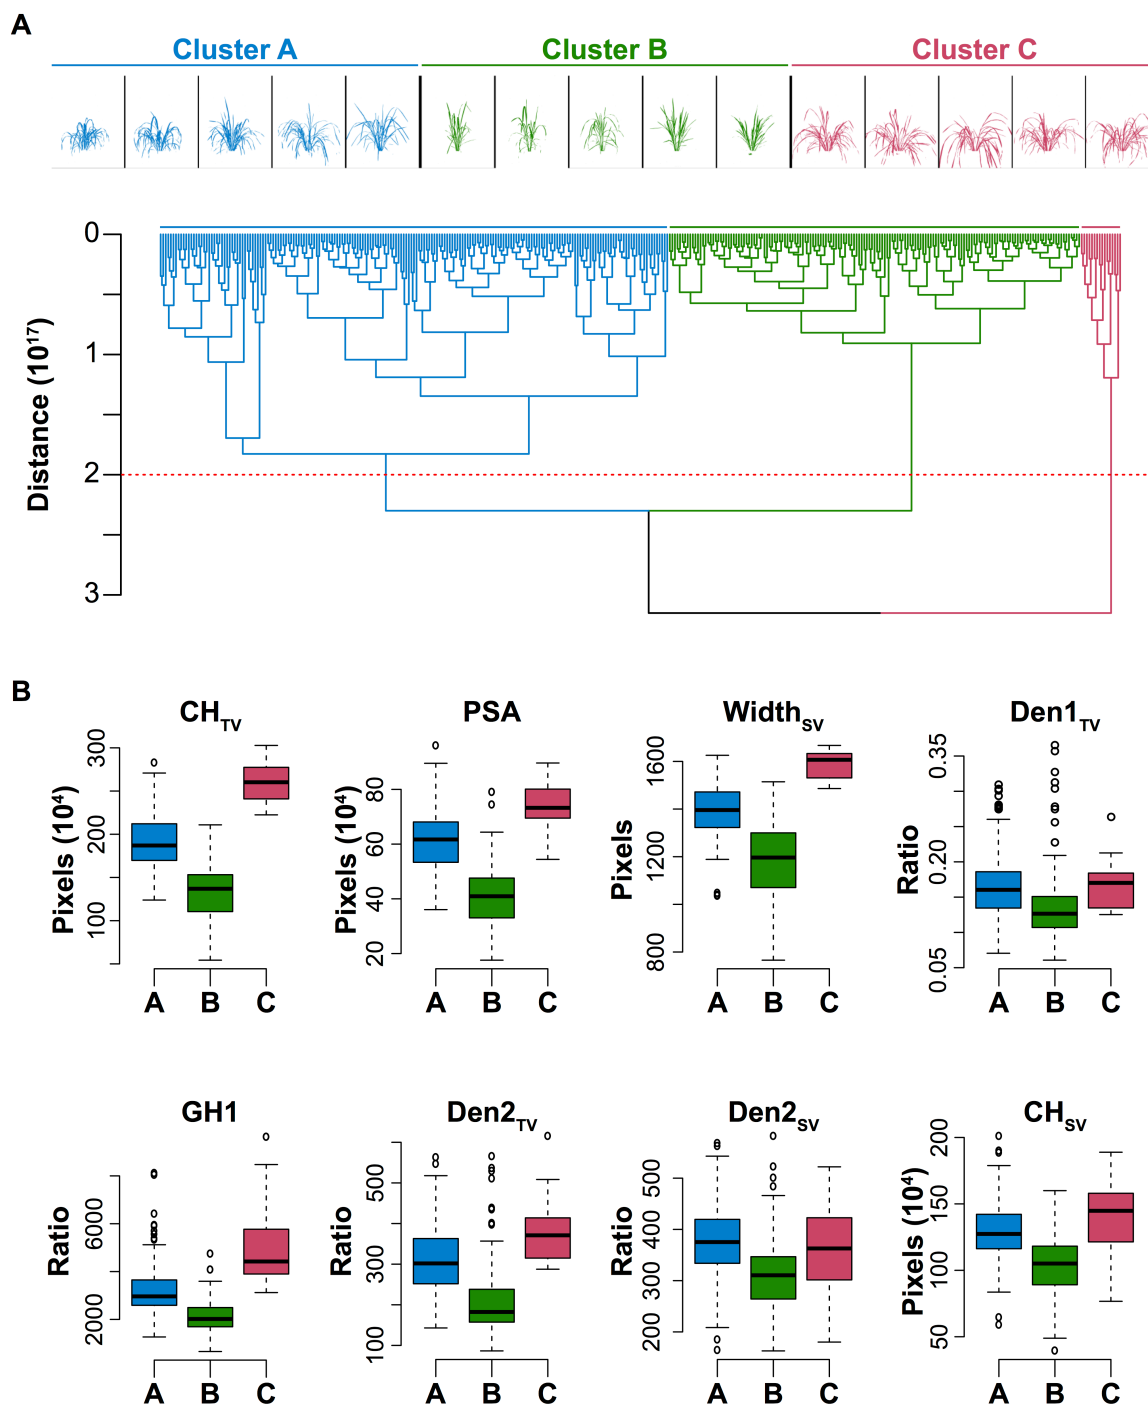 A
Cluster A Cluster B Cluster C
0
1
2
3
Distance (10¹⁷)
B
CH_TV PSA Width_SV Den1_TV
Pixels (10⁴)
300
200
100
A B C
Pixels (10⁴)
80
60
40
20
A B C
Pixels
1600
1200
800
A B C
Ratio
0.35
0.20
0.05
A B C
GH1 Den2_TV Den2_SV CH_SV
Ratio
6000
2000
A B C
Ratio
500
300
100
A B C
Ratio
500
400
300
200
A B C
Pixels (10⁴)
200
150
100
50
A B C